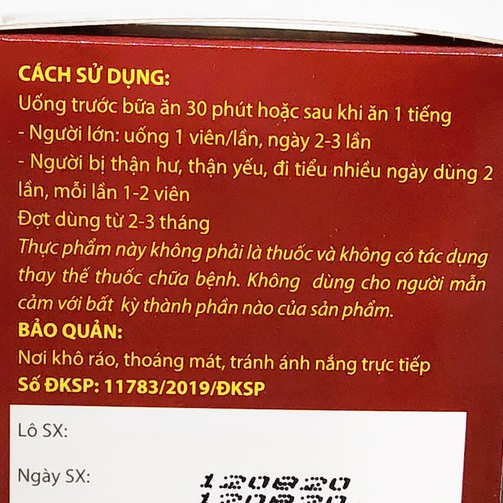 CÁCH SỬ DỤNG:
Uống trước bữa ăn 30 phút hoặc sau khi ăn 1 tiếng
- Người lớn: uống 1 viên/lần, ngày 2-3 lần
- Người bị thận hư, thận yếu, đi tiểu nhiều ngày dùng 2
lần, mỗi lần 1-2 viên
Đợt dùng từ 2-3 tháng
Thực phẩm này không phải là thuốc và không có tác dụng
thay thế thuốc chữa bệnh. Không dùng cho người mẫn
cảm với bất kỳ thành phần nào của sản phẩm.
BẢO QUẢN:
Nơi khô ráo, thoáng mát, tránh ánh nắng trực tiếp
Số ĐKSP: 11783/2019/ĐKSP
Lô SX:
Ngày SX: 120820